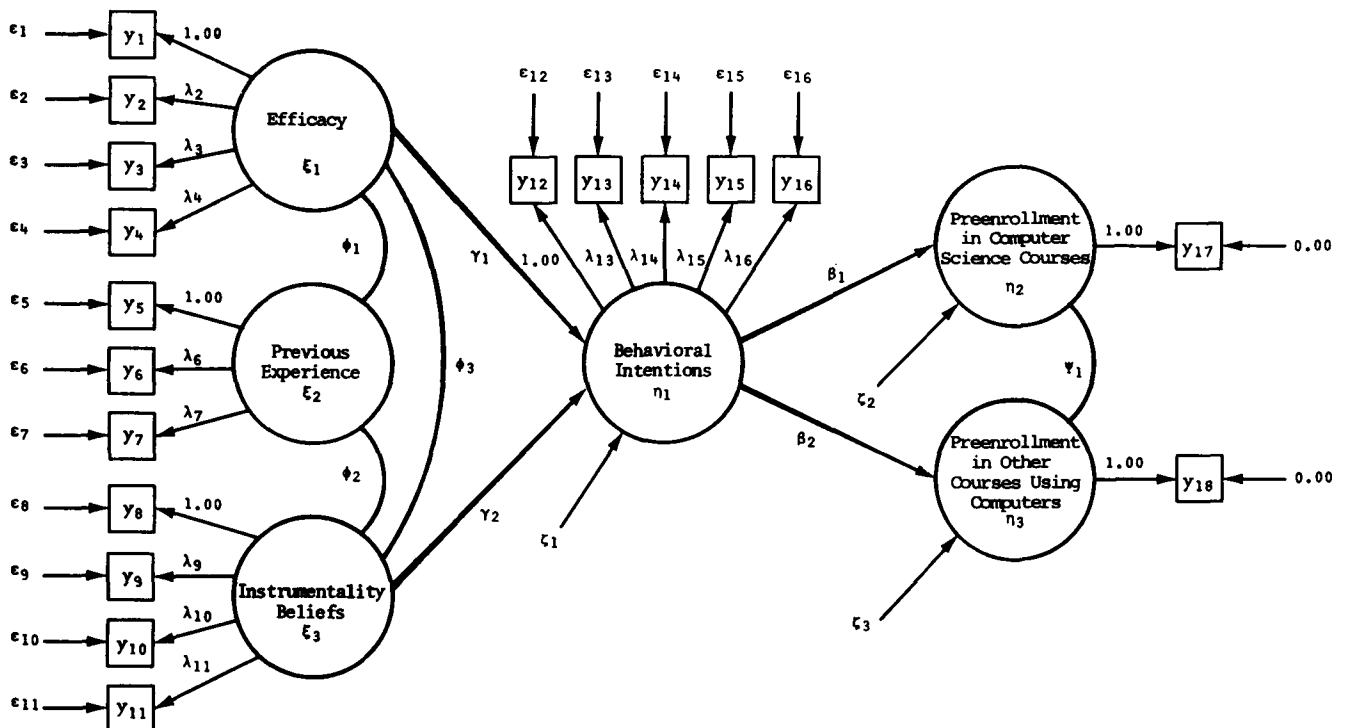 ε1
y1
1.00
ε2
y2
λ2
ε3
y3
λ3
ε4
y4
λ4
Efficacy
ξ1
ε5
y5
1.00
ε6
y6
λ6
ε7
y7
λ7
Previous
Experience
ξ2
ε8
y8
1.00
ε9
y9
λ9
ε10
y10
λ10
ε11
y11
λ11
Instrumentality
Beliefs
ξ3
φ1
φ2
φ3
γ1
γ2
ε12
ε13
ε14
ε15
ε16
y12
y13
y14
y15
y16
1.00
λ13
λ14
λ15
λ16
Behavioral
Intentions
η1
ζ1
β1
β2
Preenrollment
in Computer
Science Courses
η2
ζ2
1.00
y17
0.00
Ψ1
Preenrollment
in Other
Courses Using
Computers
η3
ζ3
1.00
y18
0.00